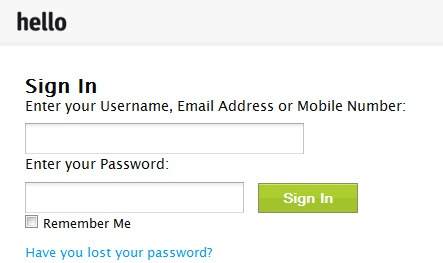 hello
Sign In
Enter your Username, Email Address or Mobile Number:
Enter your Password:
Sign In
Remember Me
Have you lost your password?